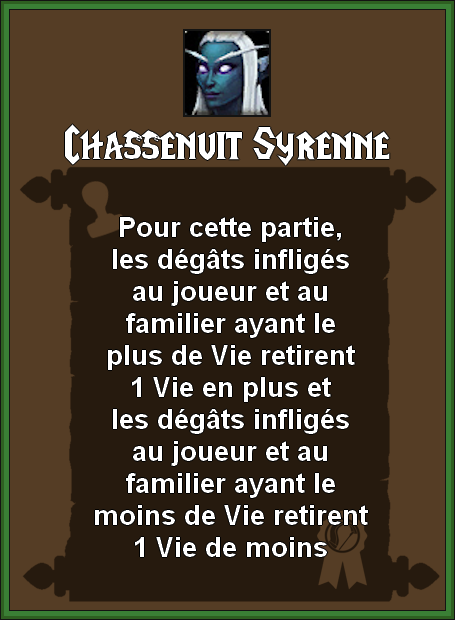 Chassenuit Syrenne
Pour cette partie,
les dégâts infligés
au joueur et au
familier ayant le
plus de Vie retirent
1 Vie en plus et
les dégâts infligés
au joueur et au
familier ayant le
moins de Vie retirent
1 Vie de moins